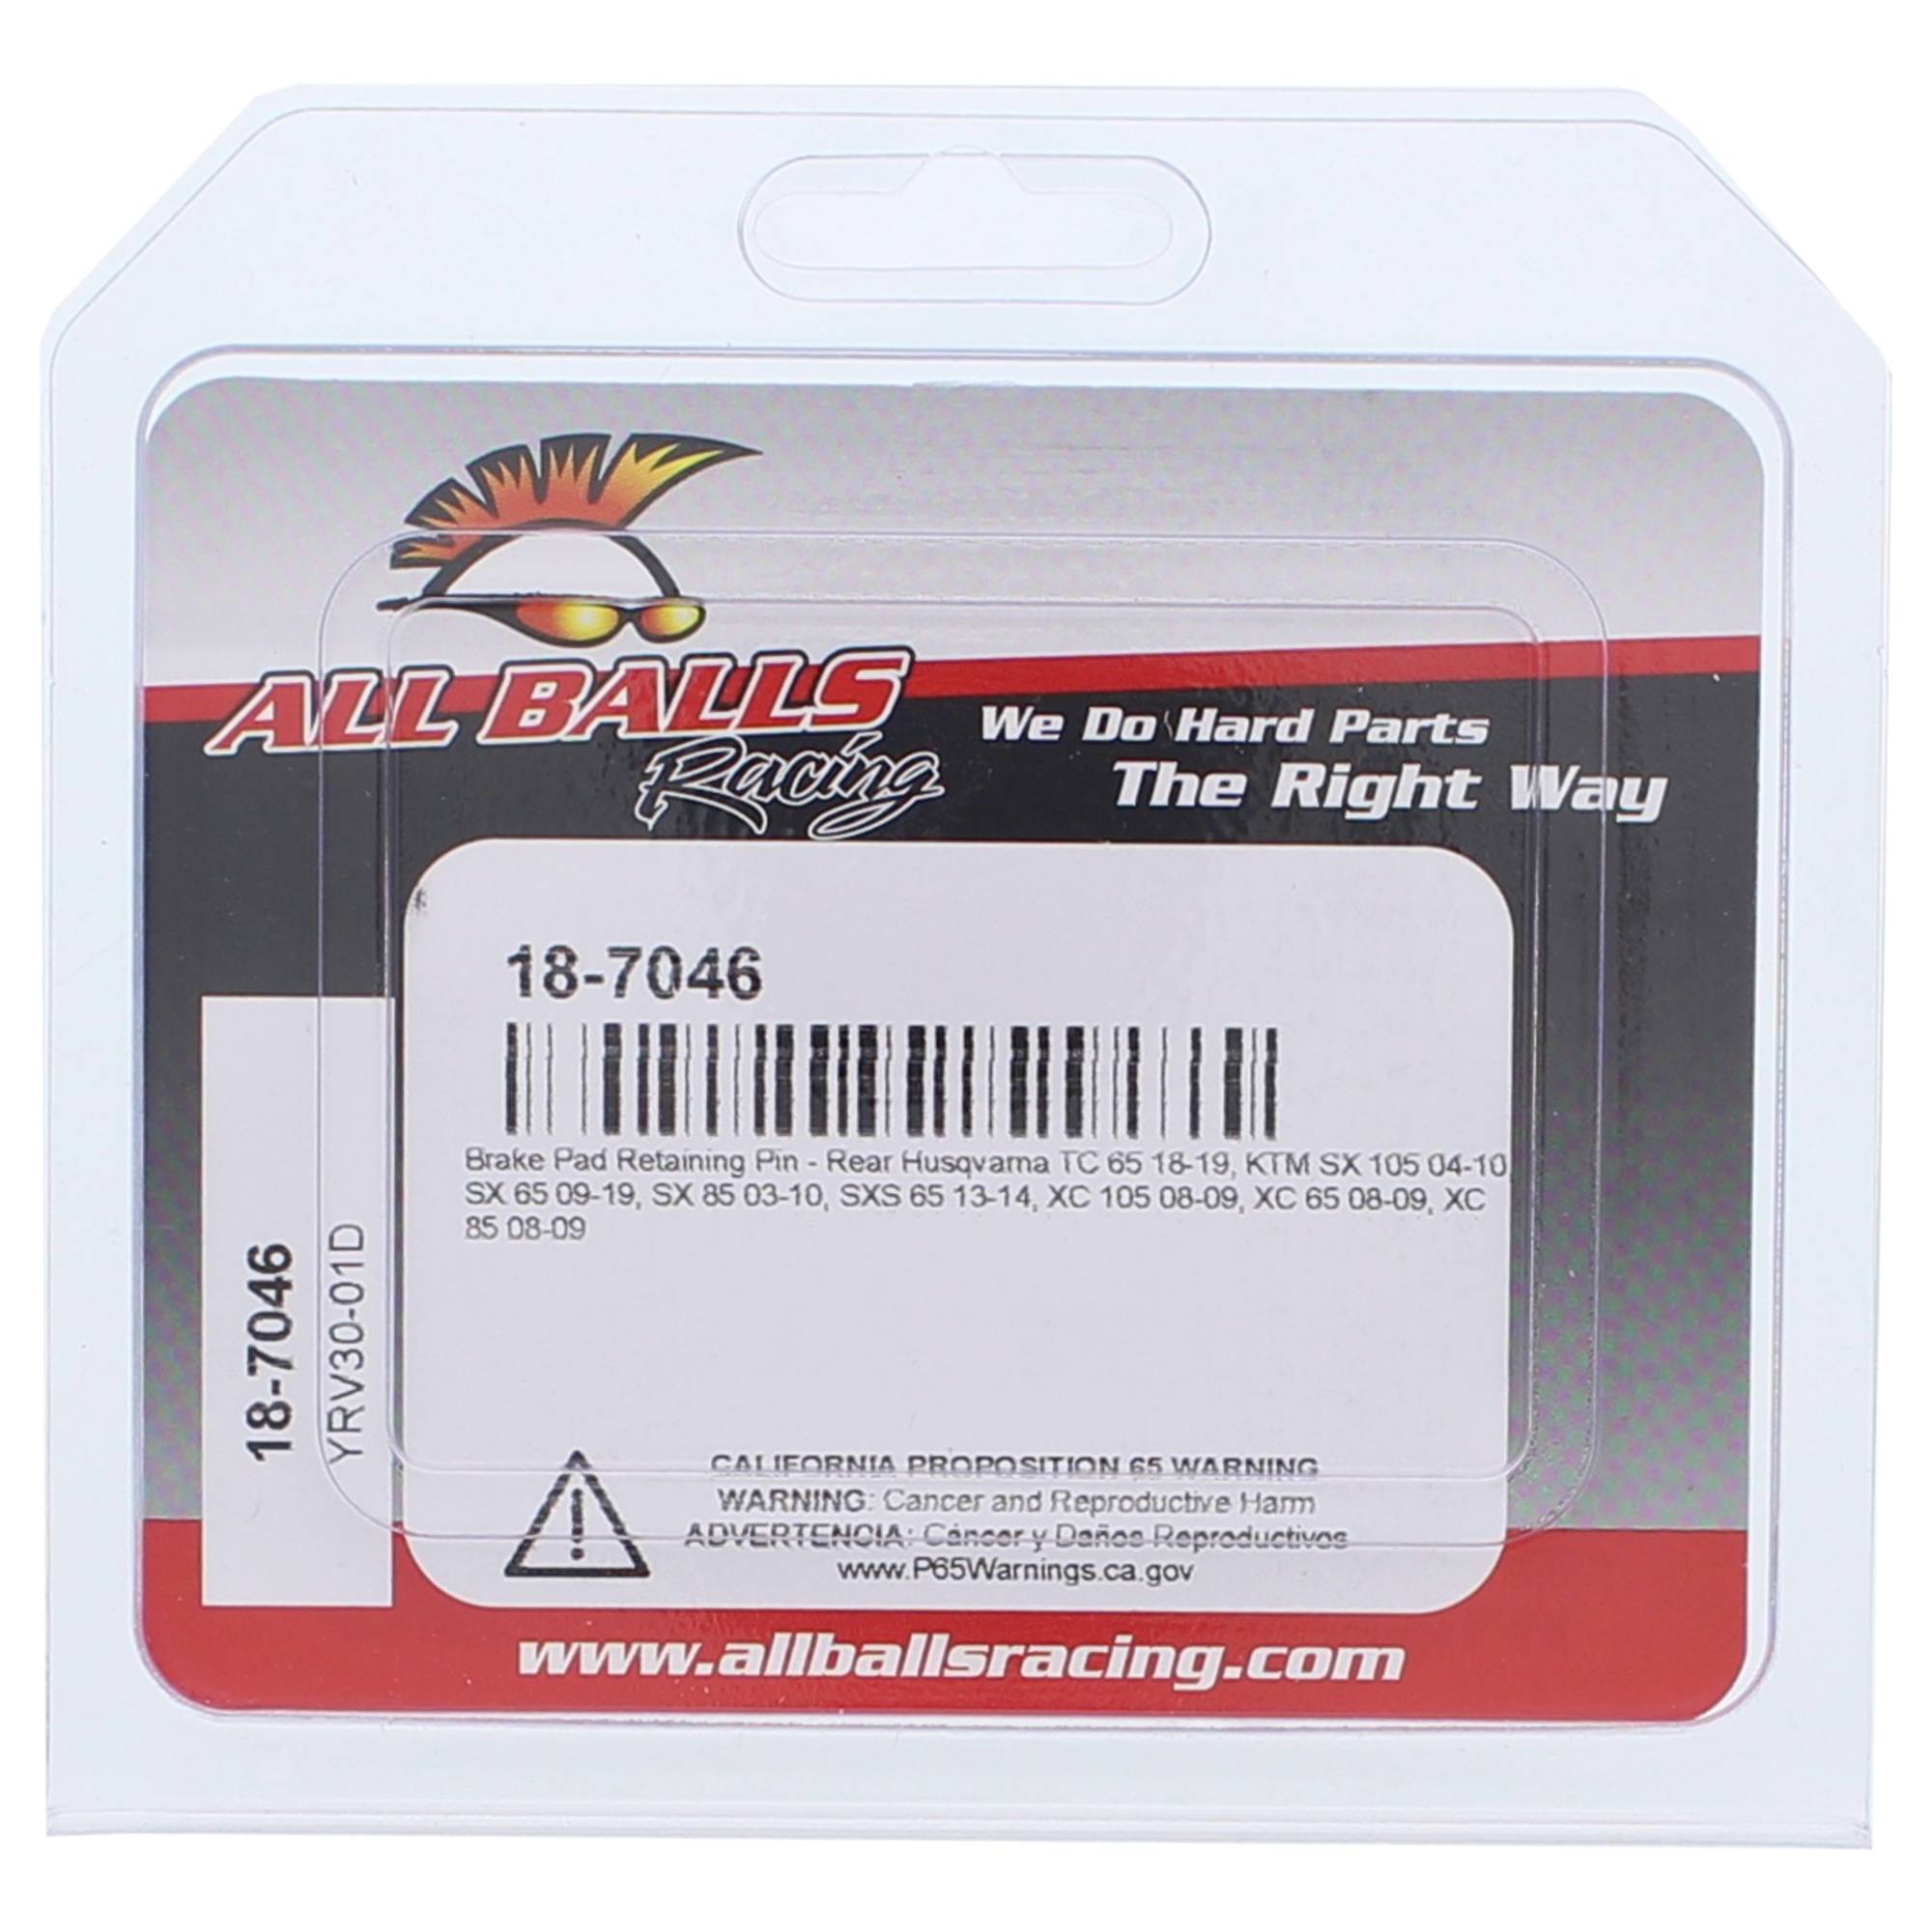 ALL BALLS
Racing
We Do Hard Parts
The Right Way
18-7046
Brake Pad Retaining Pin - Rear Husqvarna TC 65 18-19, KTM SX 105 04-10,
SX 65 09-19, SX 85 03-10, SXS 65 13-14, XC 105 08-09, XC 65 08-09, XC
85 08-09
18-7046
YRV30-01D
CALIFORNIA PROPOSITION 65 WARNING
WARNING: Cancer and Reproductive Harm
ADVERTENCIA: Cáncer y Daños Reproductivos
www.P65Warnings.ca.gov
www.allballsracing.com